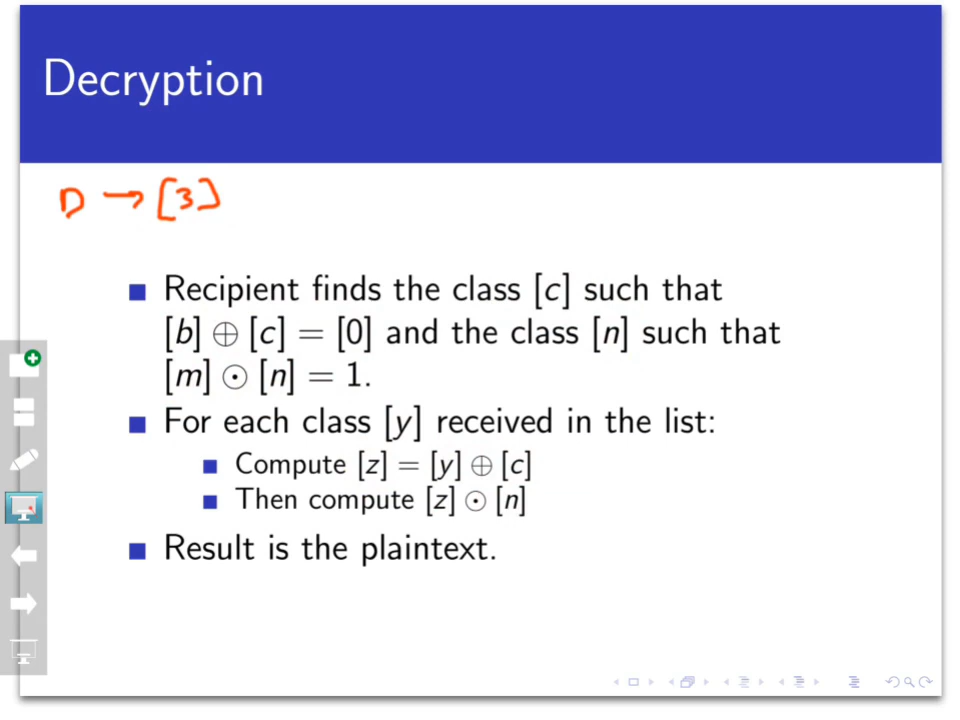 Decryption
D → [3]
Recipient finds the class [c] such that
[b] ⊕ [c] = [0] and the class [n] such that
[m] ⊙ [n] = 1.
For each class [y] received in the list:
Compute [z] = [y] ⊕ [c]
Then compute [z] ⊙ [n]
Result is the plaintext.